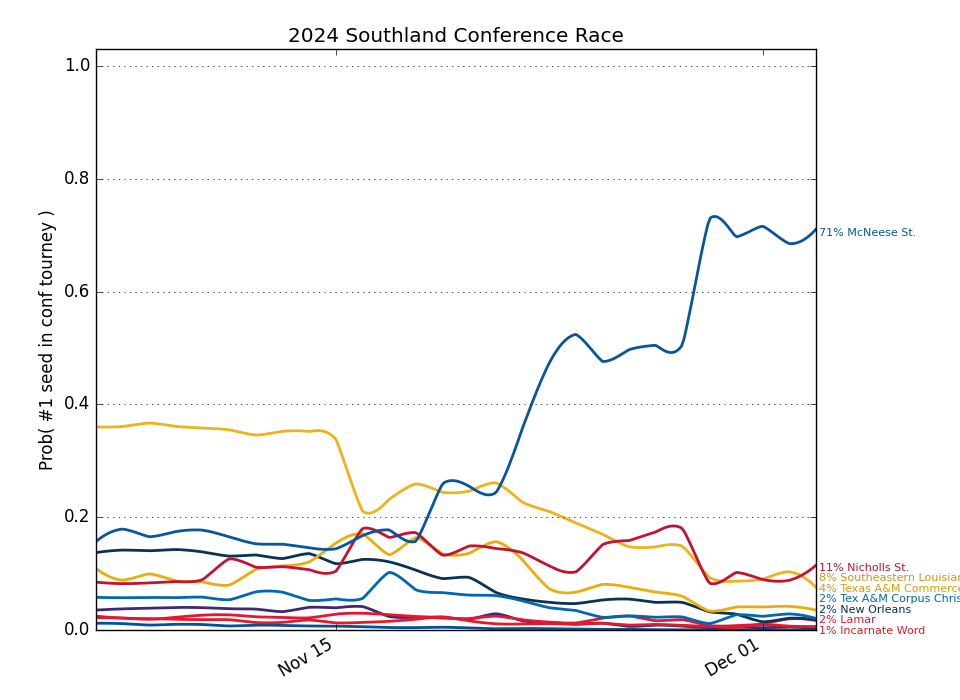 2024 Southland Conference Race
Prob( #1 seed in conf tourney )
1.0
0.8
0.6
0.4
0.2
0.0
Nov 15
Dec 01
71% McNeese St.
11% Nicholls St.
8% Southeastern Louisian
4% Texas A&M Commerce
2% Tex A&M Corpus Chris
2% New Orleans
2% Lamar
1% Incarnate Word